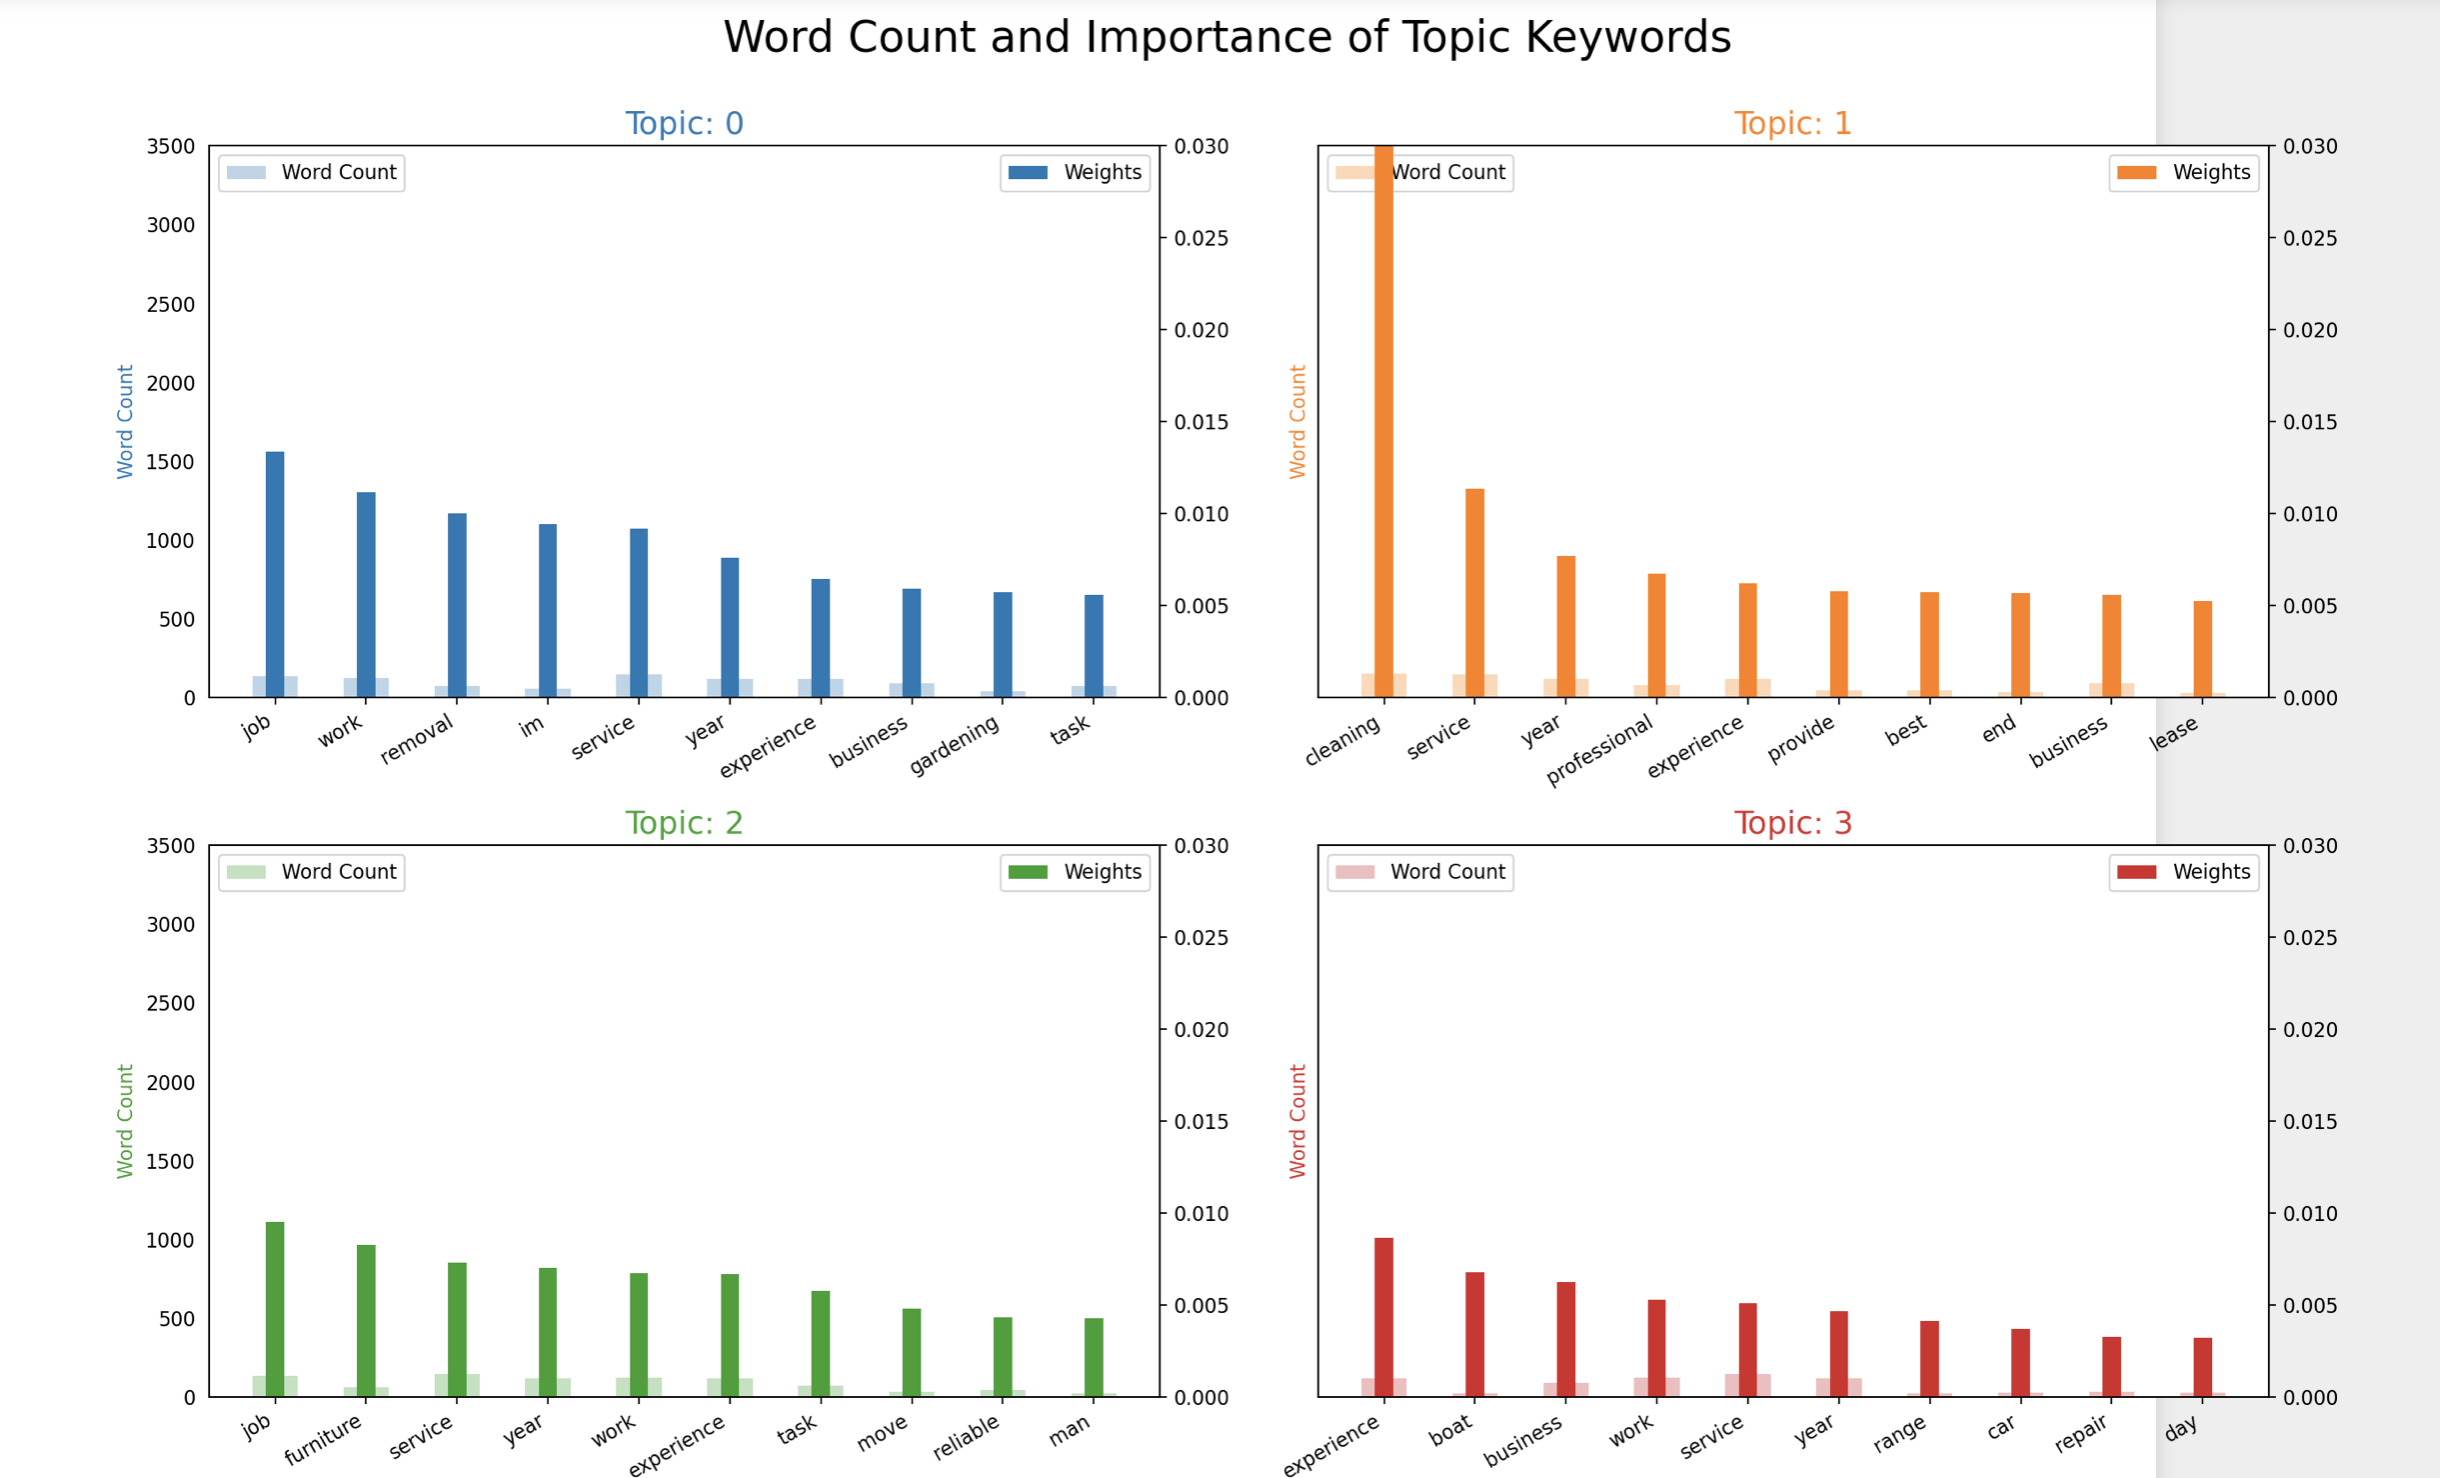 Word Count and Importance of Topic Keywords
Topic: 0
Word Count
Weights
3500
3000
2500
2000
1500
1000
500
0
Word Count
0.030
0.025
0.020
0.015
0.010
0.005
0.000
job work removal im service year experience business gardening task
Topic: 1
Word Count
Weights
Word Count
0.030
0.025
0.020
0.015
0.010
0.005
0.000
cleaning service year professional experience provide best end business lease
Topic: 2
Word Count
Weights
3500
3000
2500
2000
1500
1000
500
0
Word Count
0.030
0.025
0.020
0.015
0.010
0.005
0.000
job furniture service year work experience task move reliable man
Topic: 3
Word Count
Weights
Word Count
0.030
0.025
0.020
0.015
0.010
0.005
0.000
experience boat business work service year range car repair day